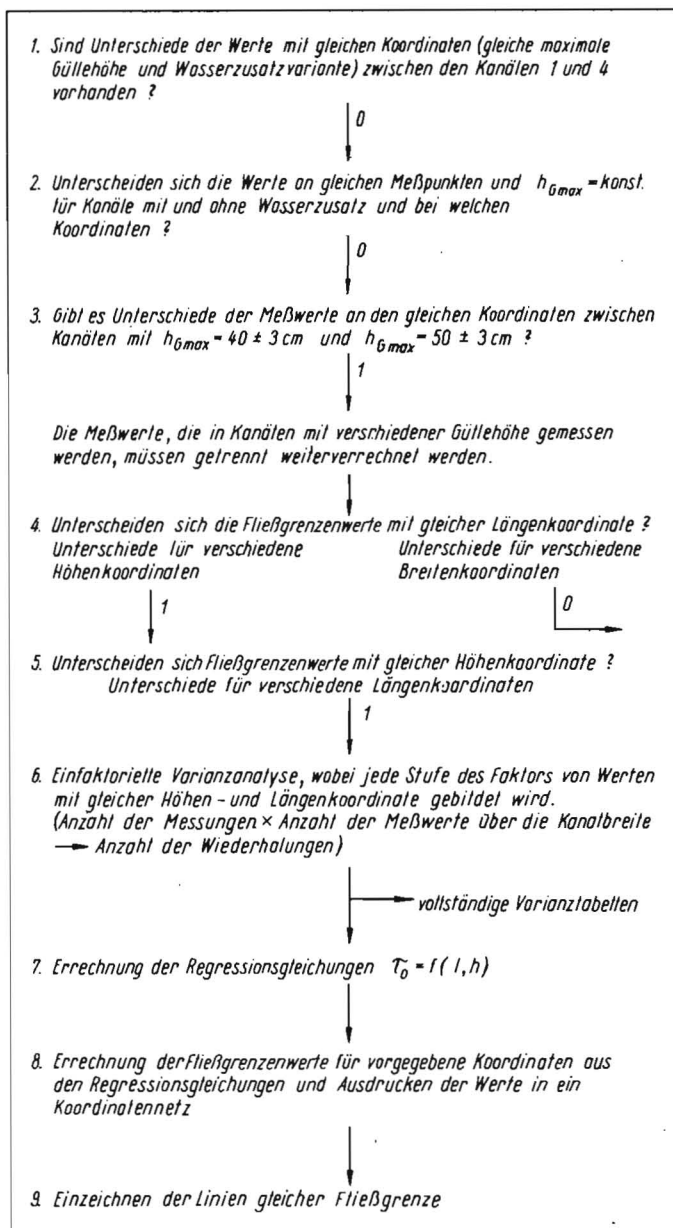 1. Sind Unterschiede der Werte mit gleichen Koordinaten (gleiche maximale
Güllehöhe und Wasserzusatzvariante) zwischen den Kanälen 1 und 4
vorhanden ?
0
2. Unterscheiden sich die Werte an gleichen Meßpunkten und h_Gmax = konst.
für Kanäle mit und ohne Wasserzusatz und bei welchen
Koordinaten ?
0
3. Gibt es Unterschiede der Meßwerte an den gleichen Koordinaten zwischen
Kanälen mit h_Gmax = 40 ± 3 cm und h_Gmax = 50 ± 3 cm ?
1
Die Meßwerte, die in Kanälen mit verschiedener Güllehöhe gemessen
werden, müssen getrennt weiterverrechnet werden.
4. Unterscheiden sich die Fließgrenzenwerte mit gleicher Längenkoordinate ?
Unterschiede für verschiedene Unterschiede für verschiedene
Höhenkoordinaten Breitenkoordinaten
1 0
5. Unterscheiden sich Fließgrenzenwerte mit gleicher Höhenkoordinate ?
Unterschiede für verschiedene Längenkoordinaten
1
6. Einfaktorielle Varianzanalyse, wobei jede Stufe des Faktors von Werten
mit gleicher Höhen- und Längenkoordinate gebildet wird.
(Anzahl der Messungen × Anzahl der Meßwerte über die Kanalbreite
→ Anzahl der Wiederholungen)
vollständige Varianztabellen
7. Errechnung der Regressionsgleichungen τ₀ = f(l,h)
8. Errechnung der Fließgrenzenwerte für vorgegebene Koordinaten aus
den Regressionsgleichungen und Ausdrucken der Werte in ein
Koordinatennetz
9. Einzeichnen der Linien gleicher Fließgrenze